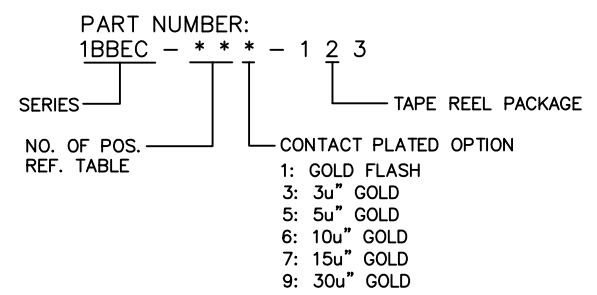 PART NUMBER:
1BBEC - * * * - 1 2 3
SERIES
TAPE REEL PACKAGE
NO. OF POS.
REF. TABLE
CONTACT PLATED OPTION
1: GOLD FLASH
3: 3u” GOLD
5: 5u” GOLD
6: 10u” GOLD
7: 15u” GOLD
9: 30u” GOLD